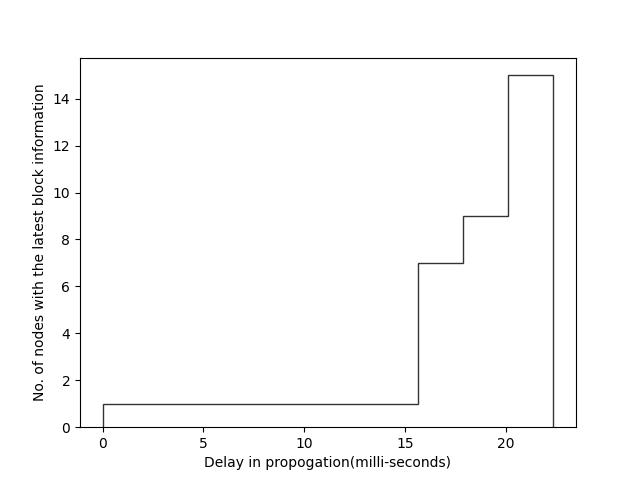 No. of nodes with the latest block information
14
12
10
8
6
4
2
0
0 5 10 15 20
Delay in propogation(milli-seconds)